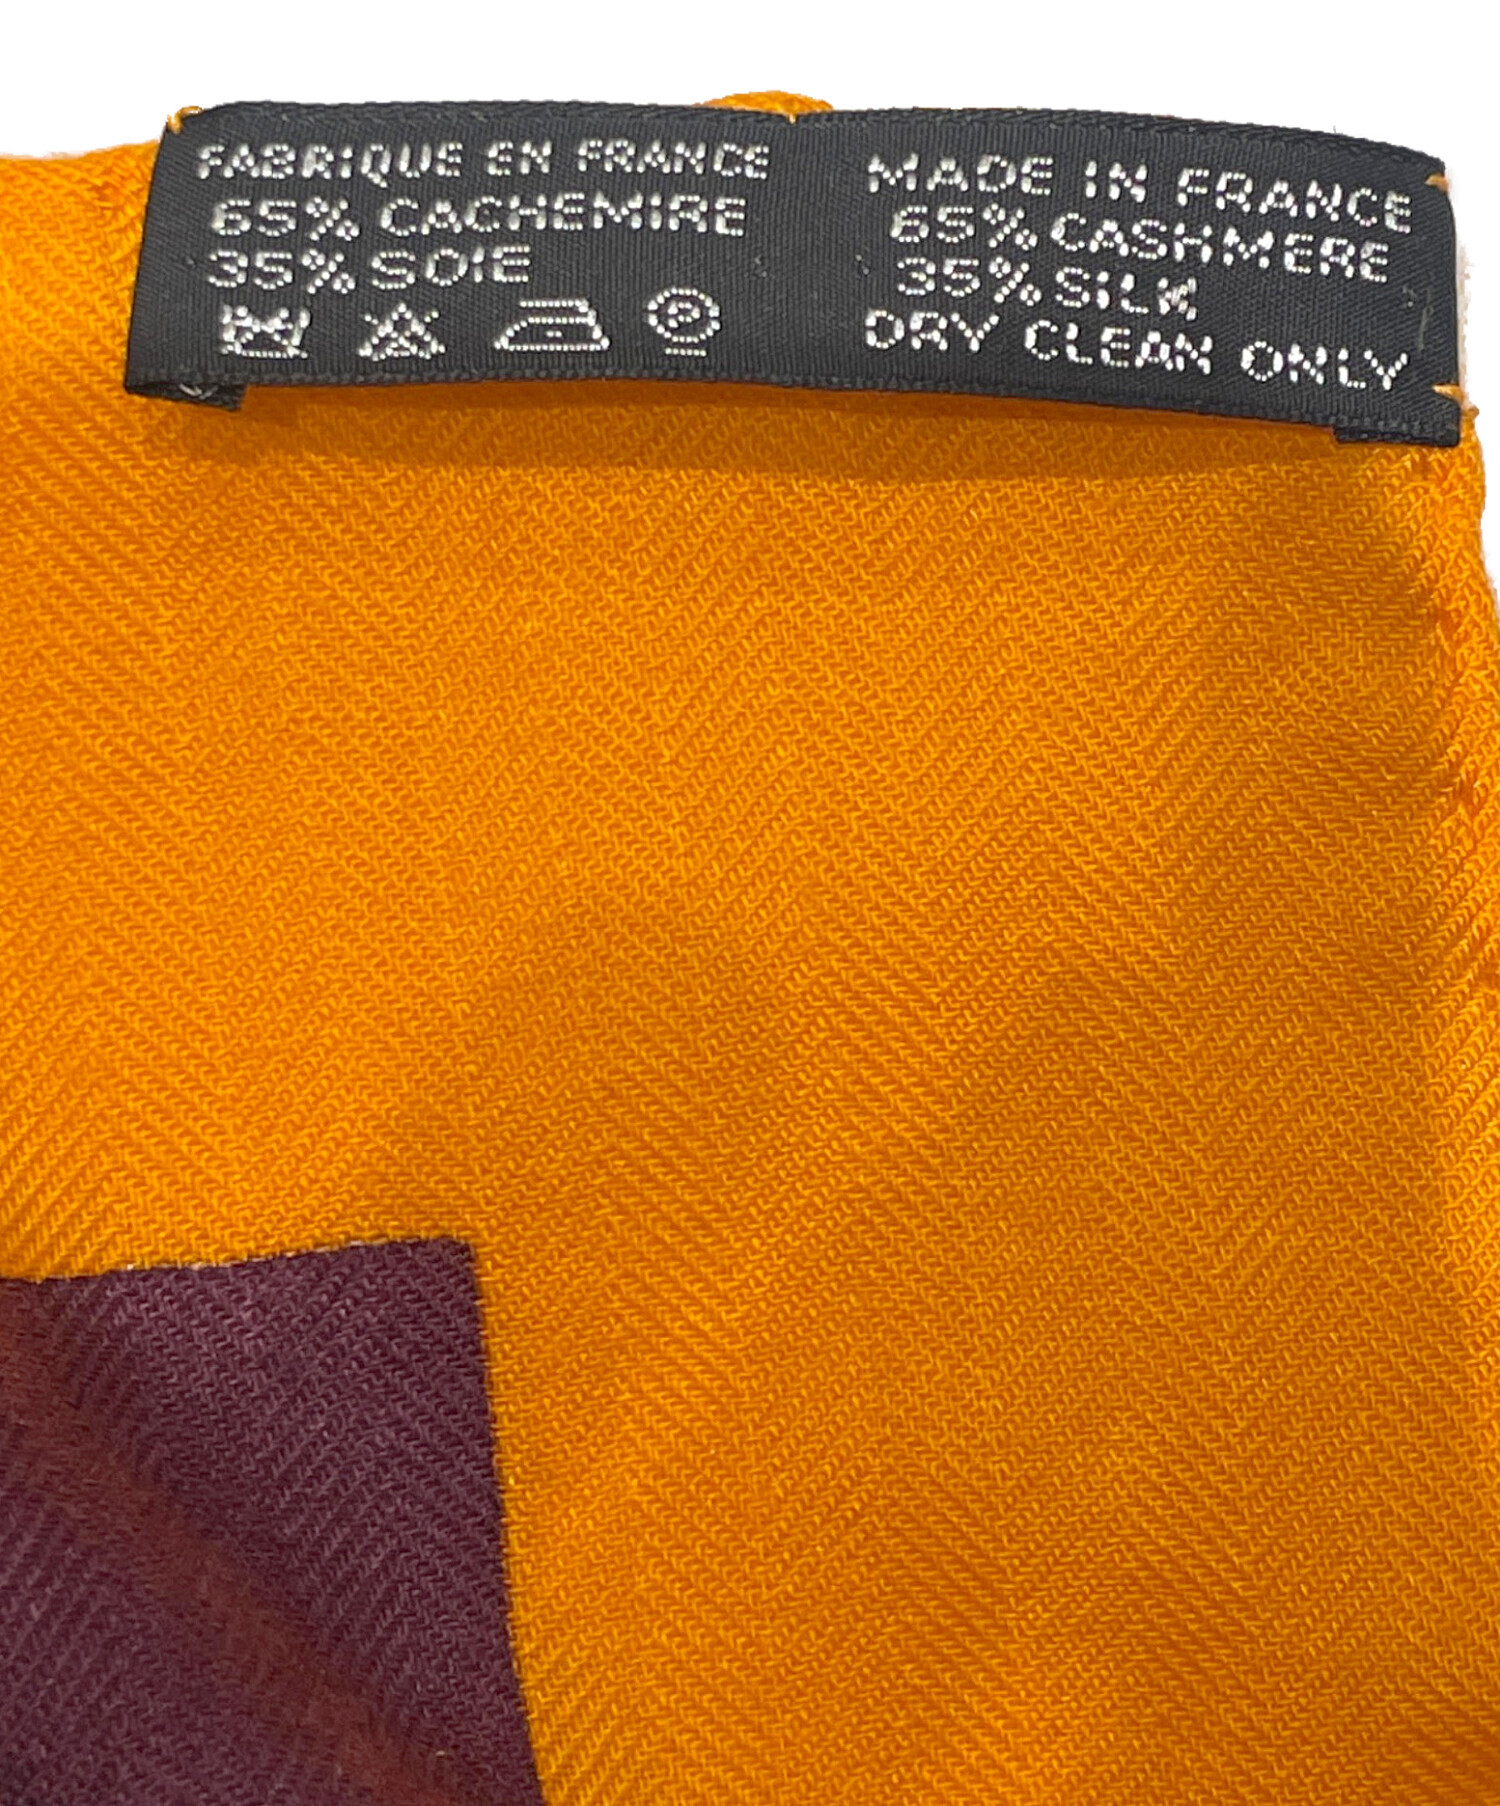 FABRIQUE EN FRANCE
65% CACHEMIRE
35% SOIE
P
MADE IN FRANCE
65% CASHMERE
35% SILK
DRY CLEAN ONLY